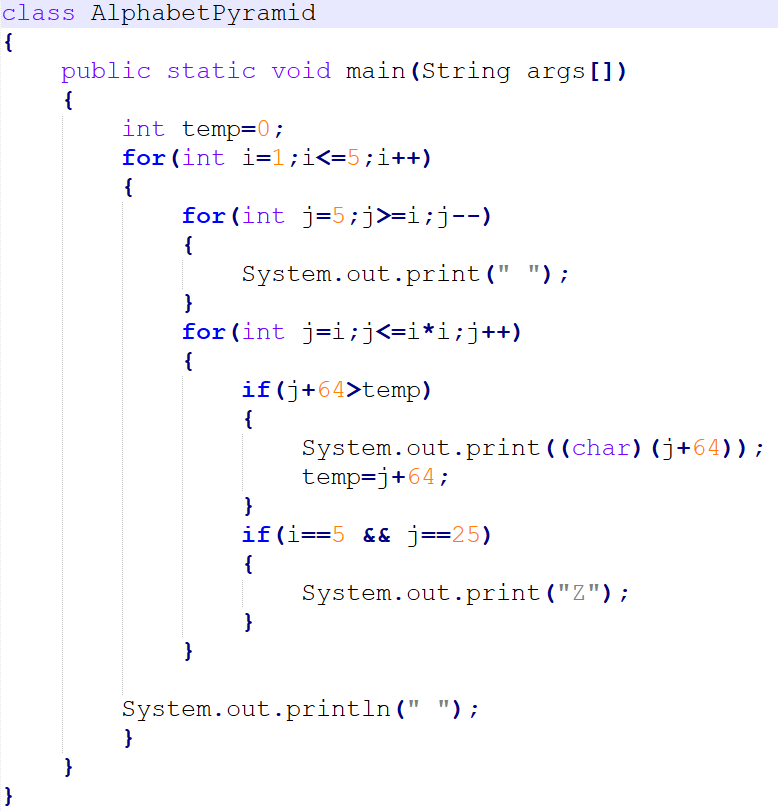 class AlphabetPyramid
{
    public static void main(String args[])
    {
        int temp=0;
        for(int i=1;i<=5;i++)
        {
            for(int j=5;j>=i;j--)
            {
                System.out.print(" ");
            }
            for(int j=i;j<=i*i;j++)
            {
                if(j+64>temp)
                {
                    System.out.print((char)(j+64));
                    temp=j+64;
                }
                if(i==5 && j==25)
                {
                    System.out.print("Z");
                }
            }

        System.out.println(" ");
        }
    }
}